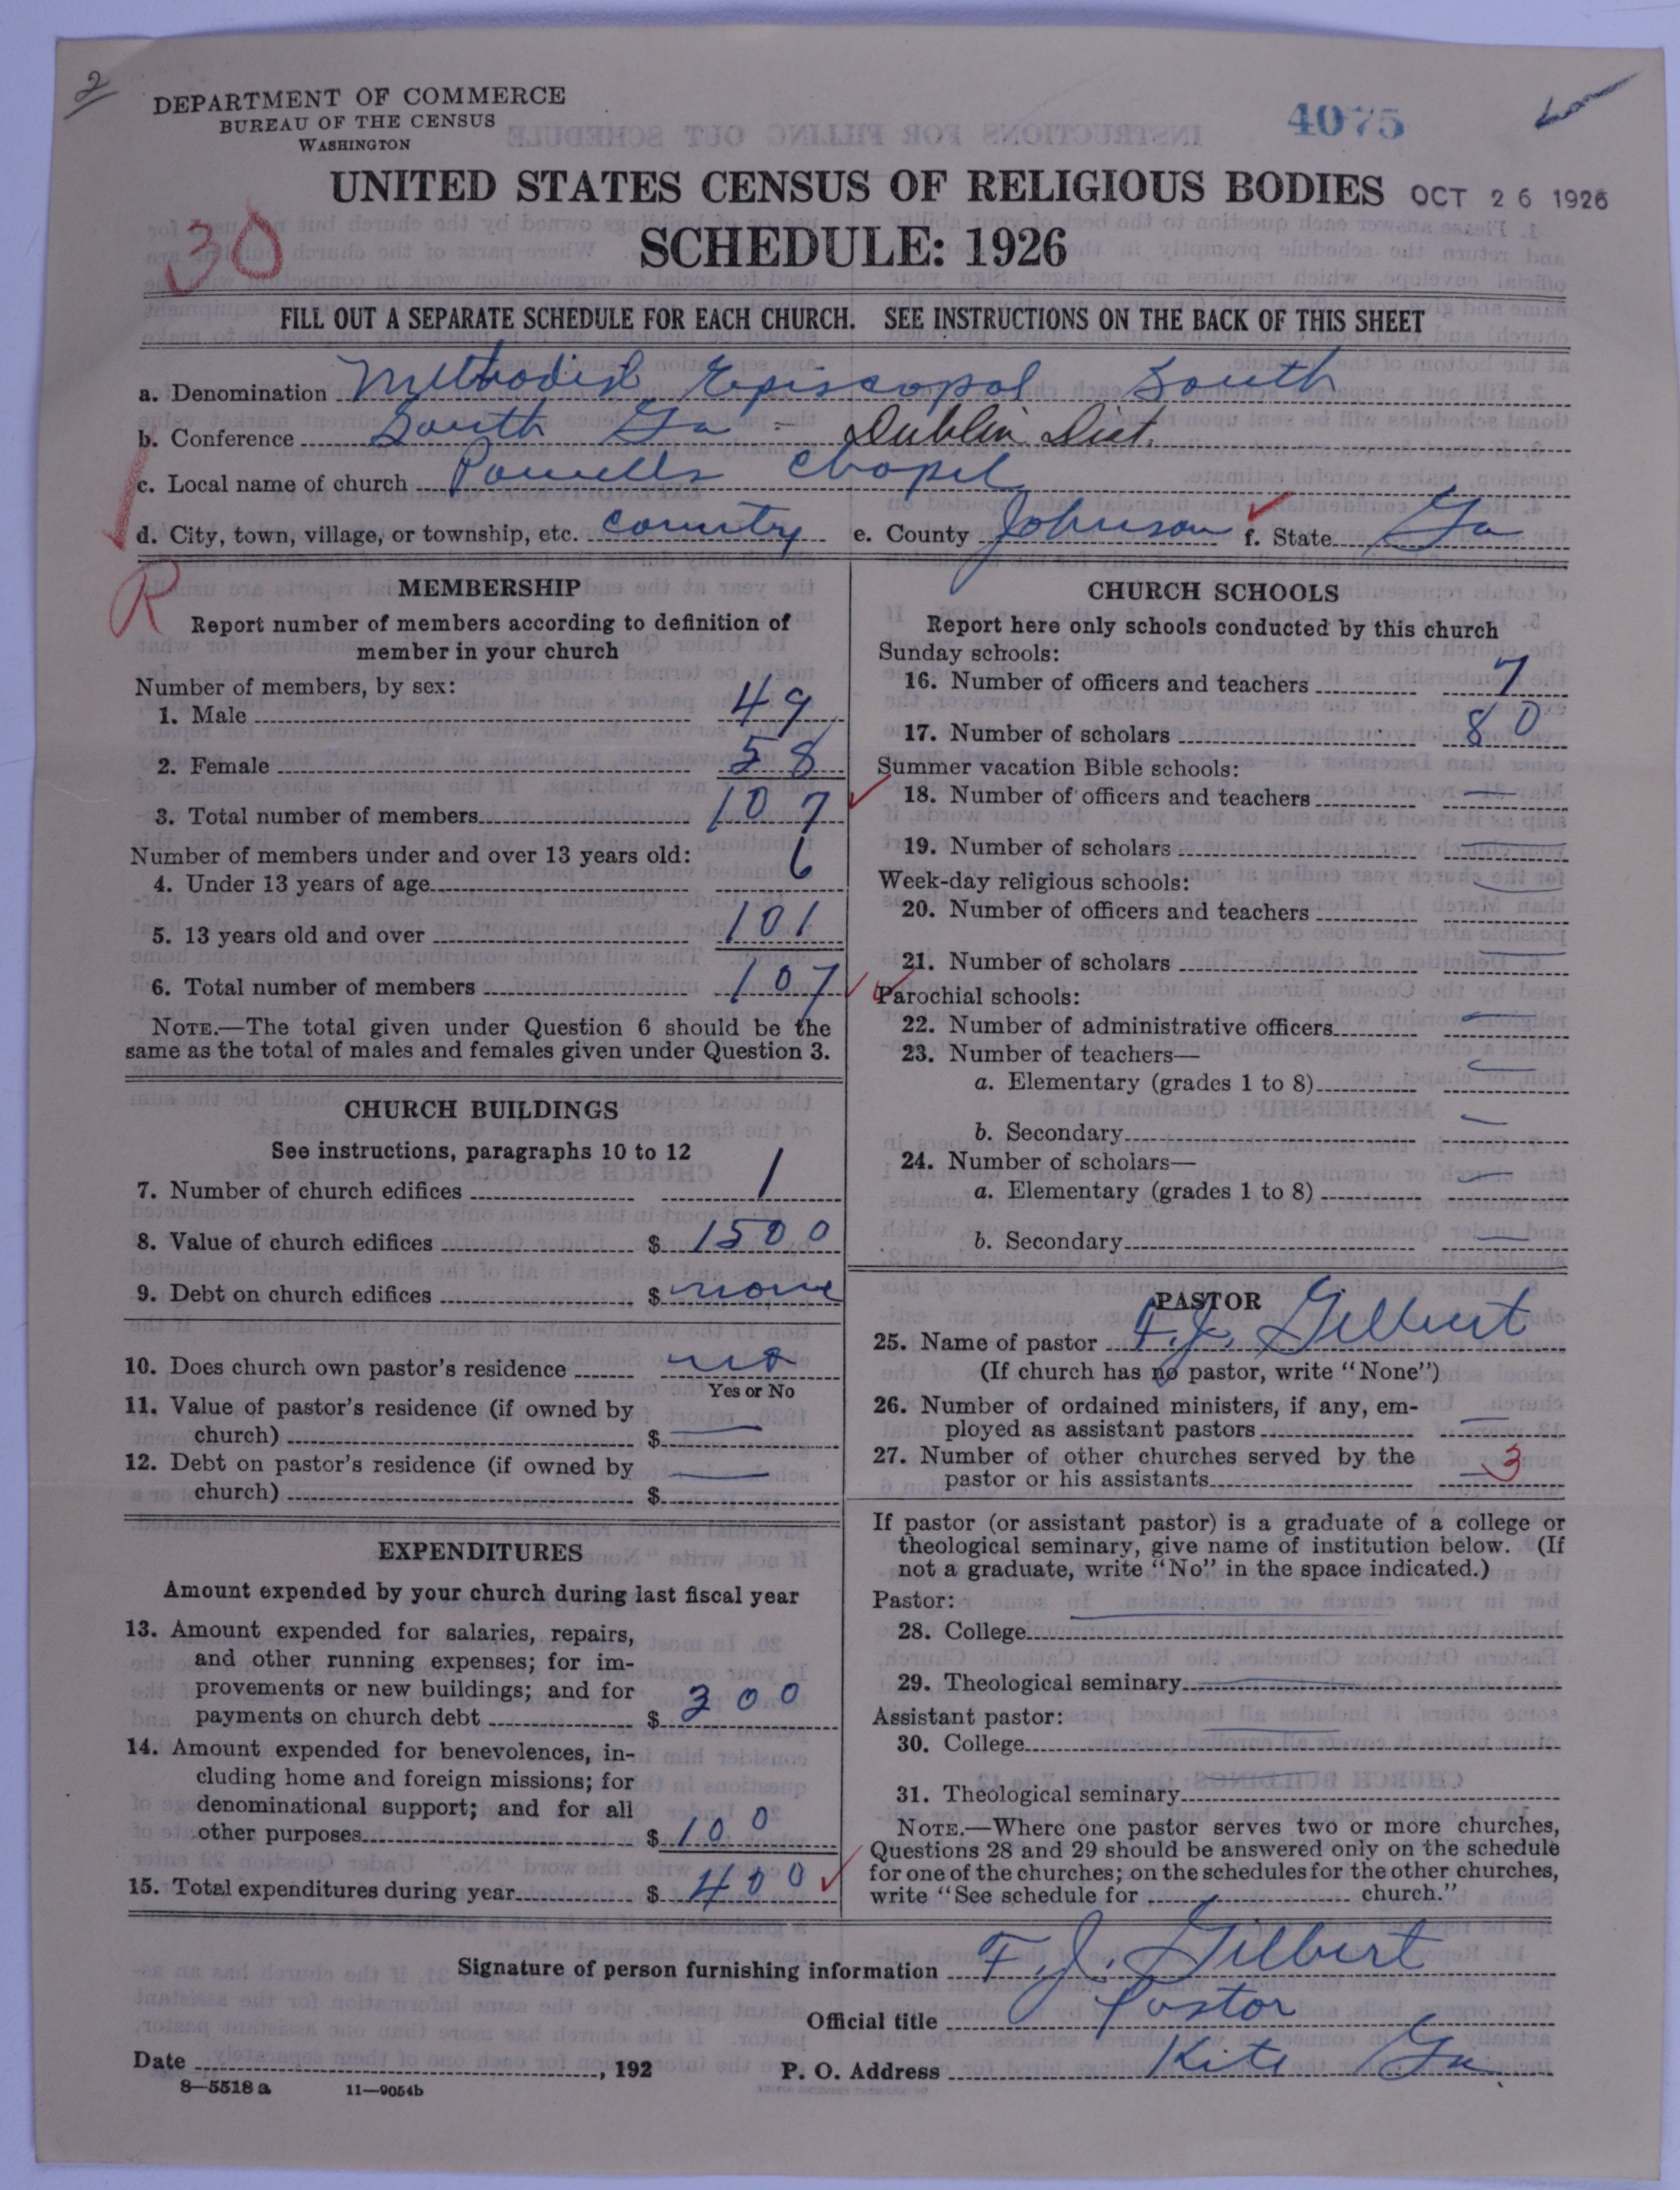 2
DEPARTMENT OF COMMERCE
BUREAU OF THE CENSUS
WASHINGTON
4075
UNITED STATES CENSUS OF RELIGIOUS BODIES OCT 26 1926
SCHEDULE: 1926
30
FILL OUT A SEPARATE SCHEDULE FOR EACH CHURCH. SEE INSTRUCTIONS ON THE BACK OF THIS SHEET
a. Denomination Methodist Episcopal South
b. Conference South Ga - Dublin Dist.
c. Local name of church Powells Chapel
d. City, town, village, or township, etc. country e. County Johnson f. State Ga
R
MEMBERSHIP
Report number of members according to definition of
member in your church
Number of members, by sex:
1. Male 49
2. Female 58
3. Total number of members 107
Number of members under and over 13 years old:
4. Under 13 years of age 6
5. 13 years old and over 101
6. Total number of members 107
NOTE.—The total given under Question 6 should be the
same as the total of males and females given under Question 3.
CHURCH BUILDINGS
See instructions, paragraphs 10 to 12
7. Number of church edifices 1
8. Value of church edifices $ 1500
9. Debt on church edifices $ none
10. Does church own pastor's residence no
Yes or No
11. Value of pastor's residence (if owned by
church) $ —
12. Debt on pastor's residence (if owned by
church) $ —
EXPENDITURES
Amount expended by your church during last fiscal year
13. Amount expended for salaries, repairs,
and other running expenses; for im-
provements or new buildings; and for
payments on church debt $ 300
14. Amount expended for benevolences, in-
cluding home and foreign missions; for
denominational support; and for all
other purposes $ 100
15. Total expenditures during year $ 400
CHURCH SCHOOLS
Report here only schools conducted by this church
Sunday schools:
16. Number of officers and teachers 7
17. Number of scholars 80
Summer vacation Bible schools:
18. Number of officers and teachers —
19. Number of scholars —
Week-day religious schools:
20. Number of officers and teachers —
21. Number of scholars —
Parochial schools:
22. Number of administrative officers —
23. Number of teachers—
a. Elementary (grades 1 to 8) —
b. Secondary —
24. Number of scholars—
a. Elementary (grades 1 to 8) —
b. Secondary —
PASTOR
25. Name of pastor F. J. Gilbert
(If church has no pastor, write "None")
26. Number of ordained ministers, if any, em-
ployed as assistant pastors —
27. Number of other churches served by the
pastor or his assistants — 3
If pastor (or assistant pastor) is a graduate of a college or
theological seminary, give name of institution below. (If
not a graduate, write "No" in the space indicated.)
Pastor:
28. College —
29. Theological seminary —
Assistant pastor:
30. College —
31. Theological seminary —
NOTE.—Where one pastor serves two or more churches,
Questions 28 and 29 should be answered only on the schedule
for one of the churches; on the schedules for the other churches,
write "See schedule for church."
Signature of person furnishing information F. J. Gilbert
Official title Pastor
Date , 192 P. O. Address Kite Ga
8—5518 a 11—9054b